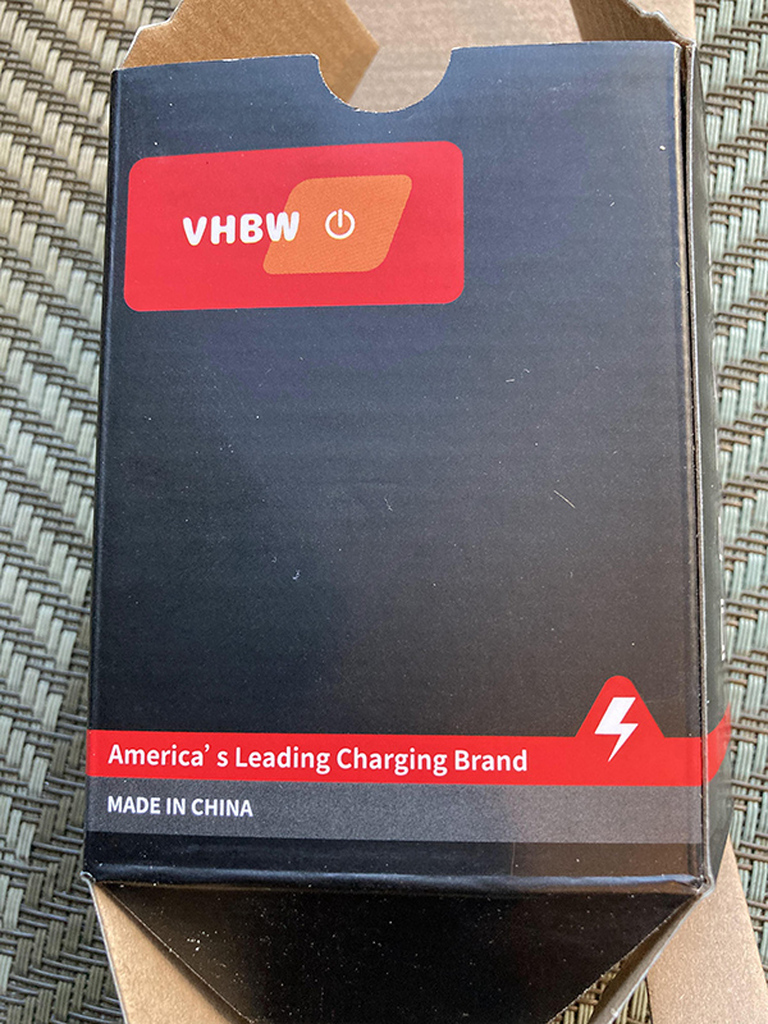 VHBW
America's Leading Charging Brand
MADE IN CHINA